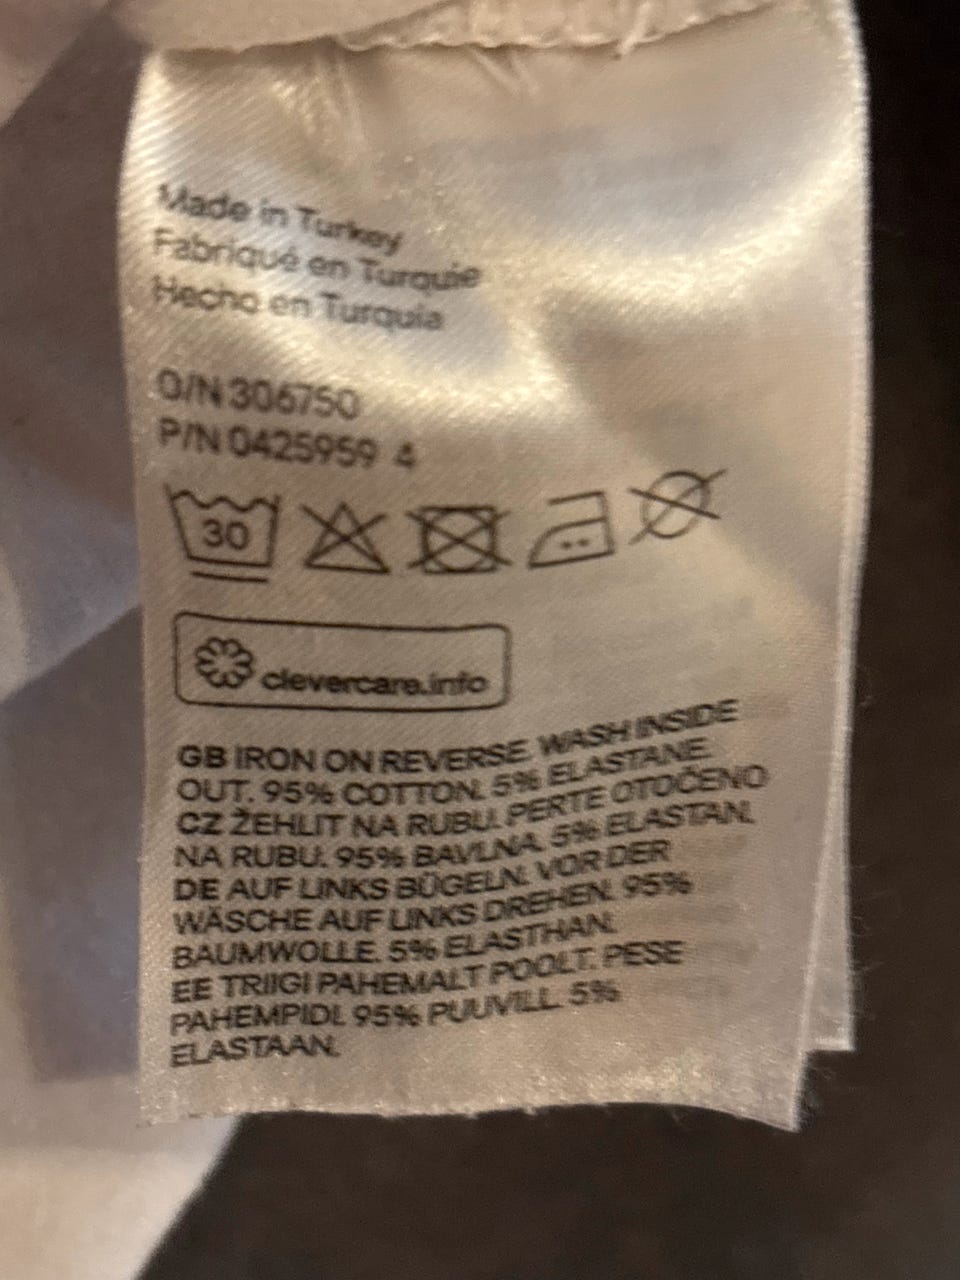 Made in Turkey
Fabriqué en Turquie
Hecho en Turquia
O/N 306750
P/N 0425959 4
30
clevercare.info
GB IRON ON REVERSE. WASH INSIDE
OUT. 95% COTTON. 5% ELASTANE.
CZ ŽEHLIT NA RUBU. PERTE OTOČENO
NA RUBU. 95% BAVLNA. 5% ELASTAN.
DE AUF LINKS BÜGELN. VOR DER
WÄSCHE AUF LINKS DREHEN. 95%
BAUMWOLLE. 5% ELASTHAN.
EE TRIIGI PAHEMALT POOLT. PESE
PAHEMPIDI. 95% PUUVILL. 5%
ELASTAAN.